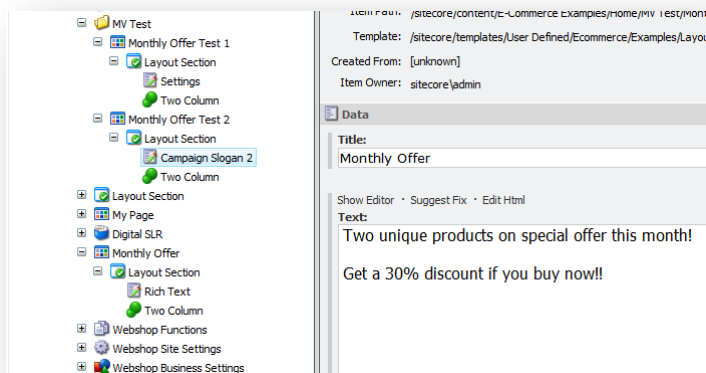 MV Test
Monthly Offer Test 1
Layout Section
Settings
Two Column
Monthly Offer Test 2
Layout Section
Campaign Slogan 2
Two Column
Layout Section
My Page
Digital SLR
Monthly Offer
Layout Section
Rich Text
Two Column
Webshop Functions
Webshop Site Settings
Webshop Business Settings
Item Path: /sitecore/content/E-Commerce Examples/Home/MV Test/Mont
Template: /sitecore/templates/User Defined/Ecommerce/Examples/Layou
Created From: [unknown]
Item Owner: sitecore\admin
Data
Title:
Monthly Offer
Show Editor · Suggest Fix · Edit Html
Text:
Two unique products on special offer this month!
Get a 30% discount if you buy now!!